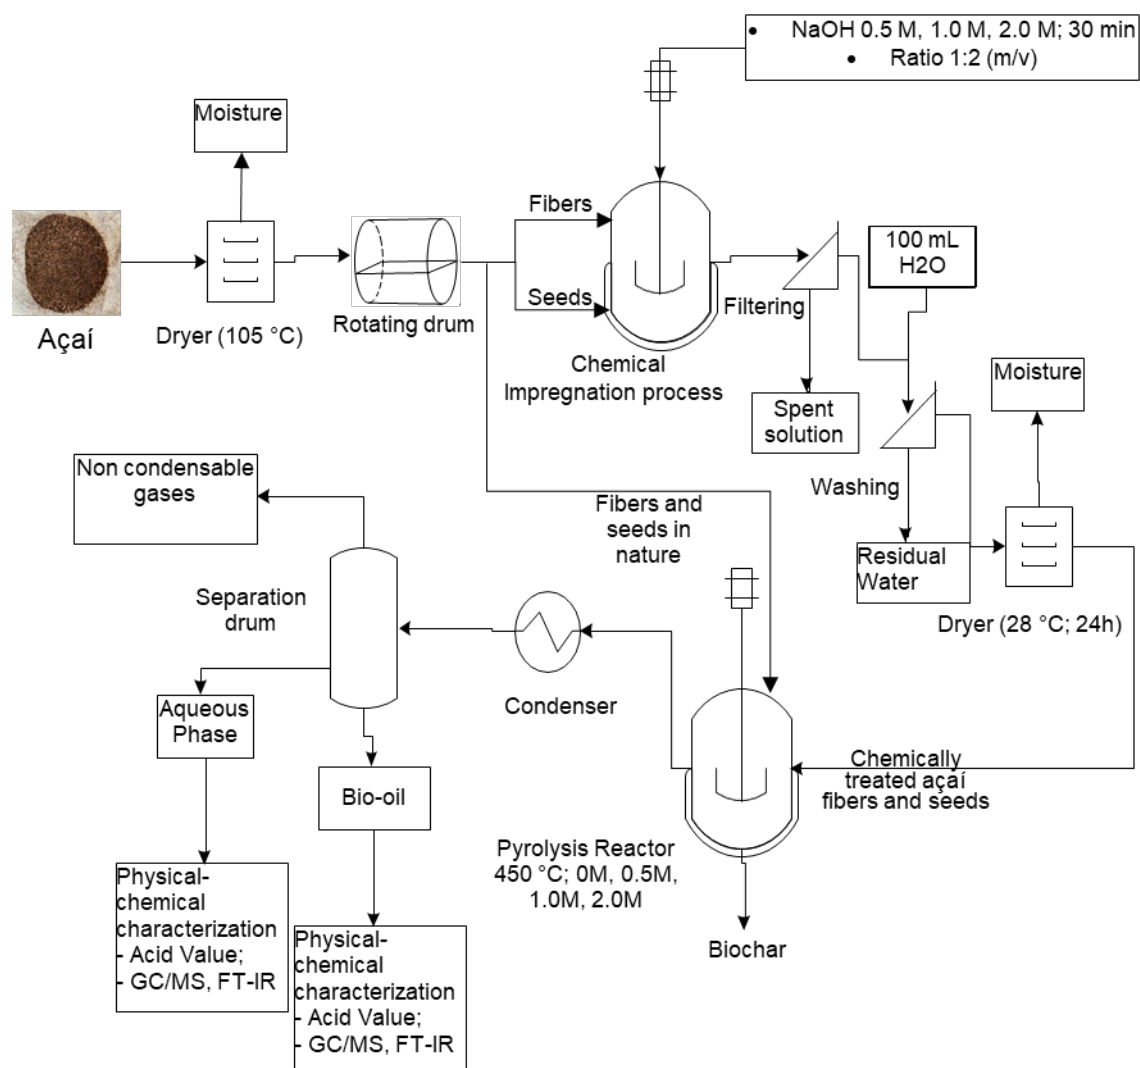 • NaOH 0.5 M, 1.0 M, 2.0 M; 30 min
• Ratio 1:2 (m/v)
Moisture
Fibers
Seeds
100 mL
H2O
Açaí
Dryer (105 °C)
Rotating drum
Filtering
Chemical
Impregnation process
Spent
solution
Moisture
Washing
Residual
Water
Dryer (28 °C; 24h)
Non condensable
gases
Fibers and
seeds in
nature
Separation
drum
Condenser
Aqueous
Phase
Bio-oil
Chemically
treated açaí
fibers and seeds
Pyrolysis Reactor
450 °C; 0M, 0.5M,
1.0M, 2.0M
Biochar
Physical-
chemical
characterization
- Acid Value;
- GC/MS, FT-IR
Physical-
chemical
characterization
- Acid Value;
- GC/MS, FT-IR